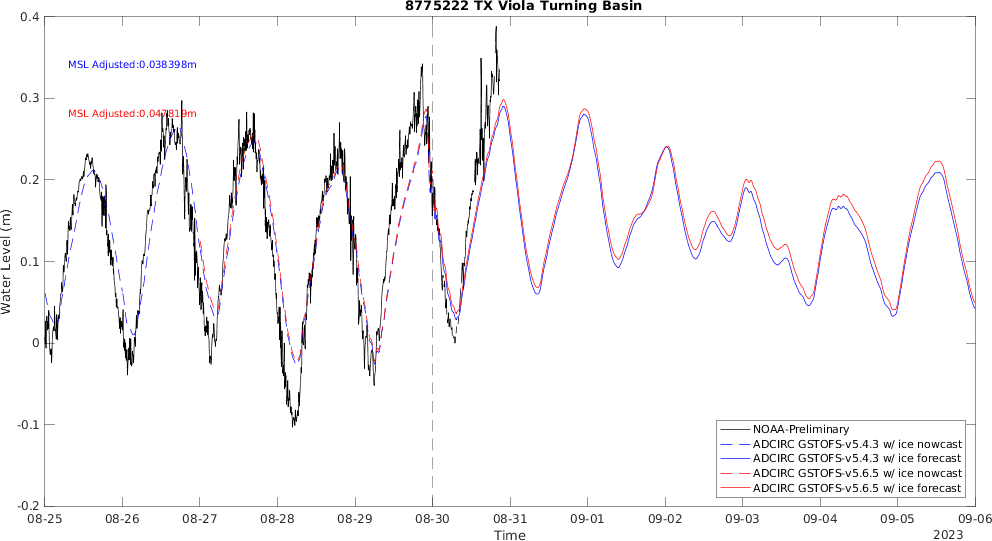 8775222 TX Viola Turning Basin
0.4
0.3
0.2
0.1
0
-0.1
-0.2
Water Level (m)
MSL Adjusted:0.038398m
MSL Adjusted:0.047819m
NOAA-Preliminary
ADCIRC GSTOFS-v5.4.3 w/ ice nowcast
ADCIRC GSTOFS-v5.4.3 w/ ice forecast
ADCIRC GSTOFS-v5.6.5 w/ ice nowcast
ADCIRC GSTOFS-v5.6.5 w/ ice forecast
08-25 08-26 08-27 08-28 08-29 08-30 08-31 09-01 09-02 09-03 09-04 09-05 09-06
Time
2023